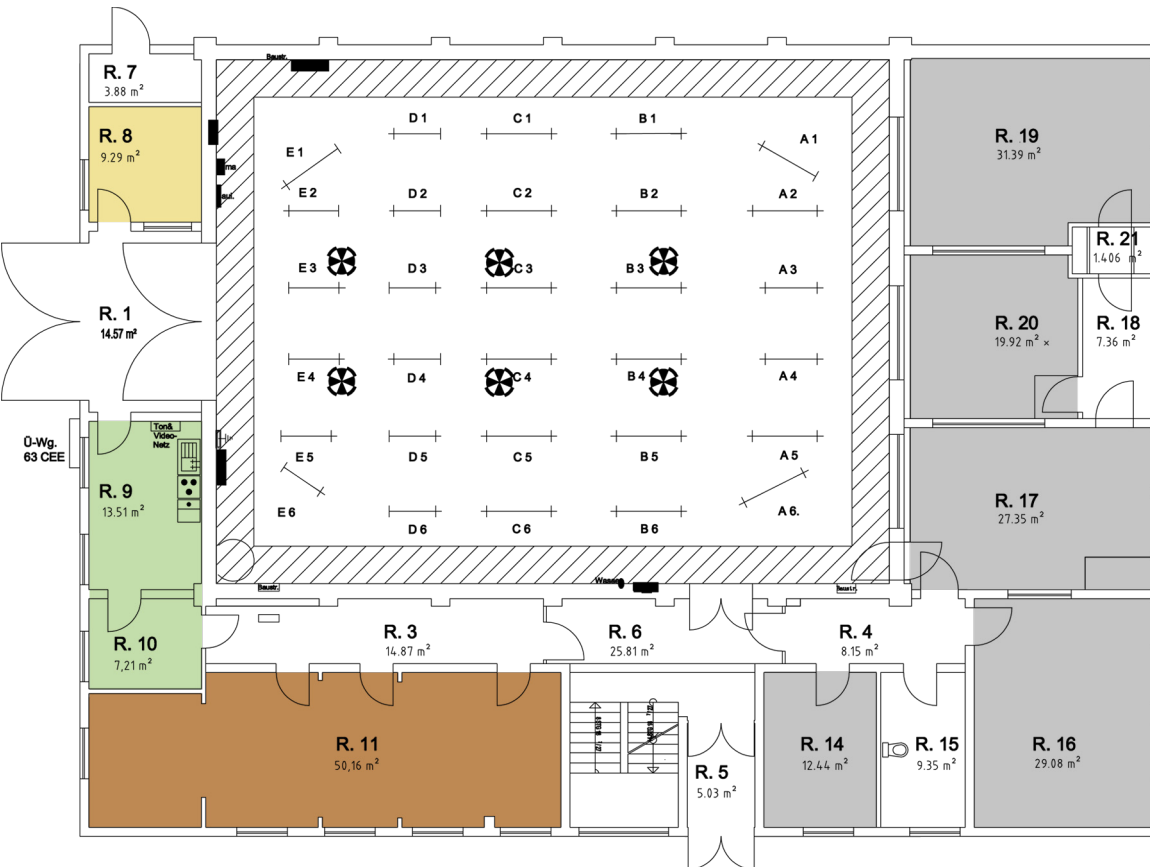 R. 7
3.88 m²
R. 8
9.29 m²
R. 1
14.57 m²
Ü-Wg.
63 CEE
Ton&
Video-
Netz
R. 9
13.51 m²
R. 10
7,21 m²
Baustr.
E 1
D 1
C 1
B 1
A 1
E 2
D 2
C 2
B 2
A 2
E 3
D 3
C 3
B 3
A 3
E 4
D 4
C 4
B 4
A 4
E 5
D 5
C 5
B 5
A 5
E 6
D 6
C 6
B 6
A 6.
Baustr.
Baustr.
R. 3
14.87 m²
R. 6
25.81 m²
R. 4
8.15 m²
R. 11
50,16 m²
R. 5
5.03 m²
R. 14
12.44 m²
R. 15
9.35 m²
R. 16
29.08 m²
R. 17
27.35 m²
R. 19
31.39 m²
R. 21
1.406 m²
R. 20
19.92 m² ×
R. 18
7.36 m²